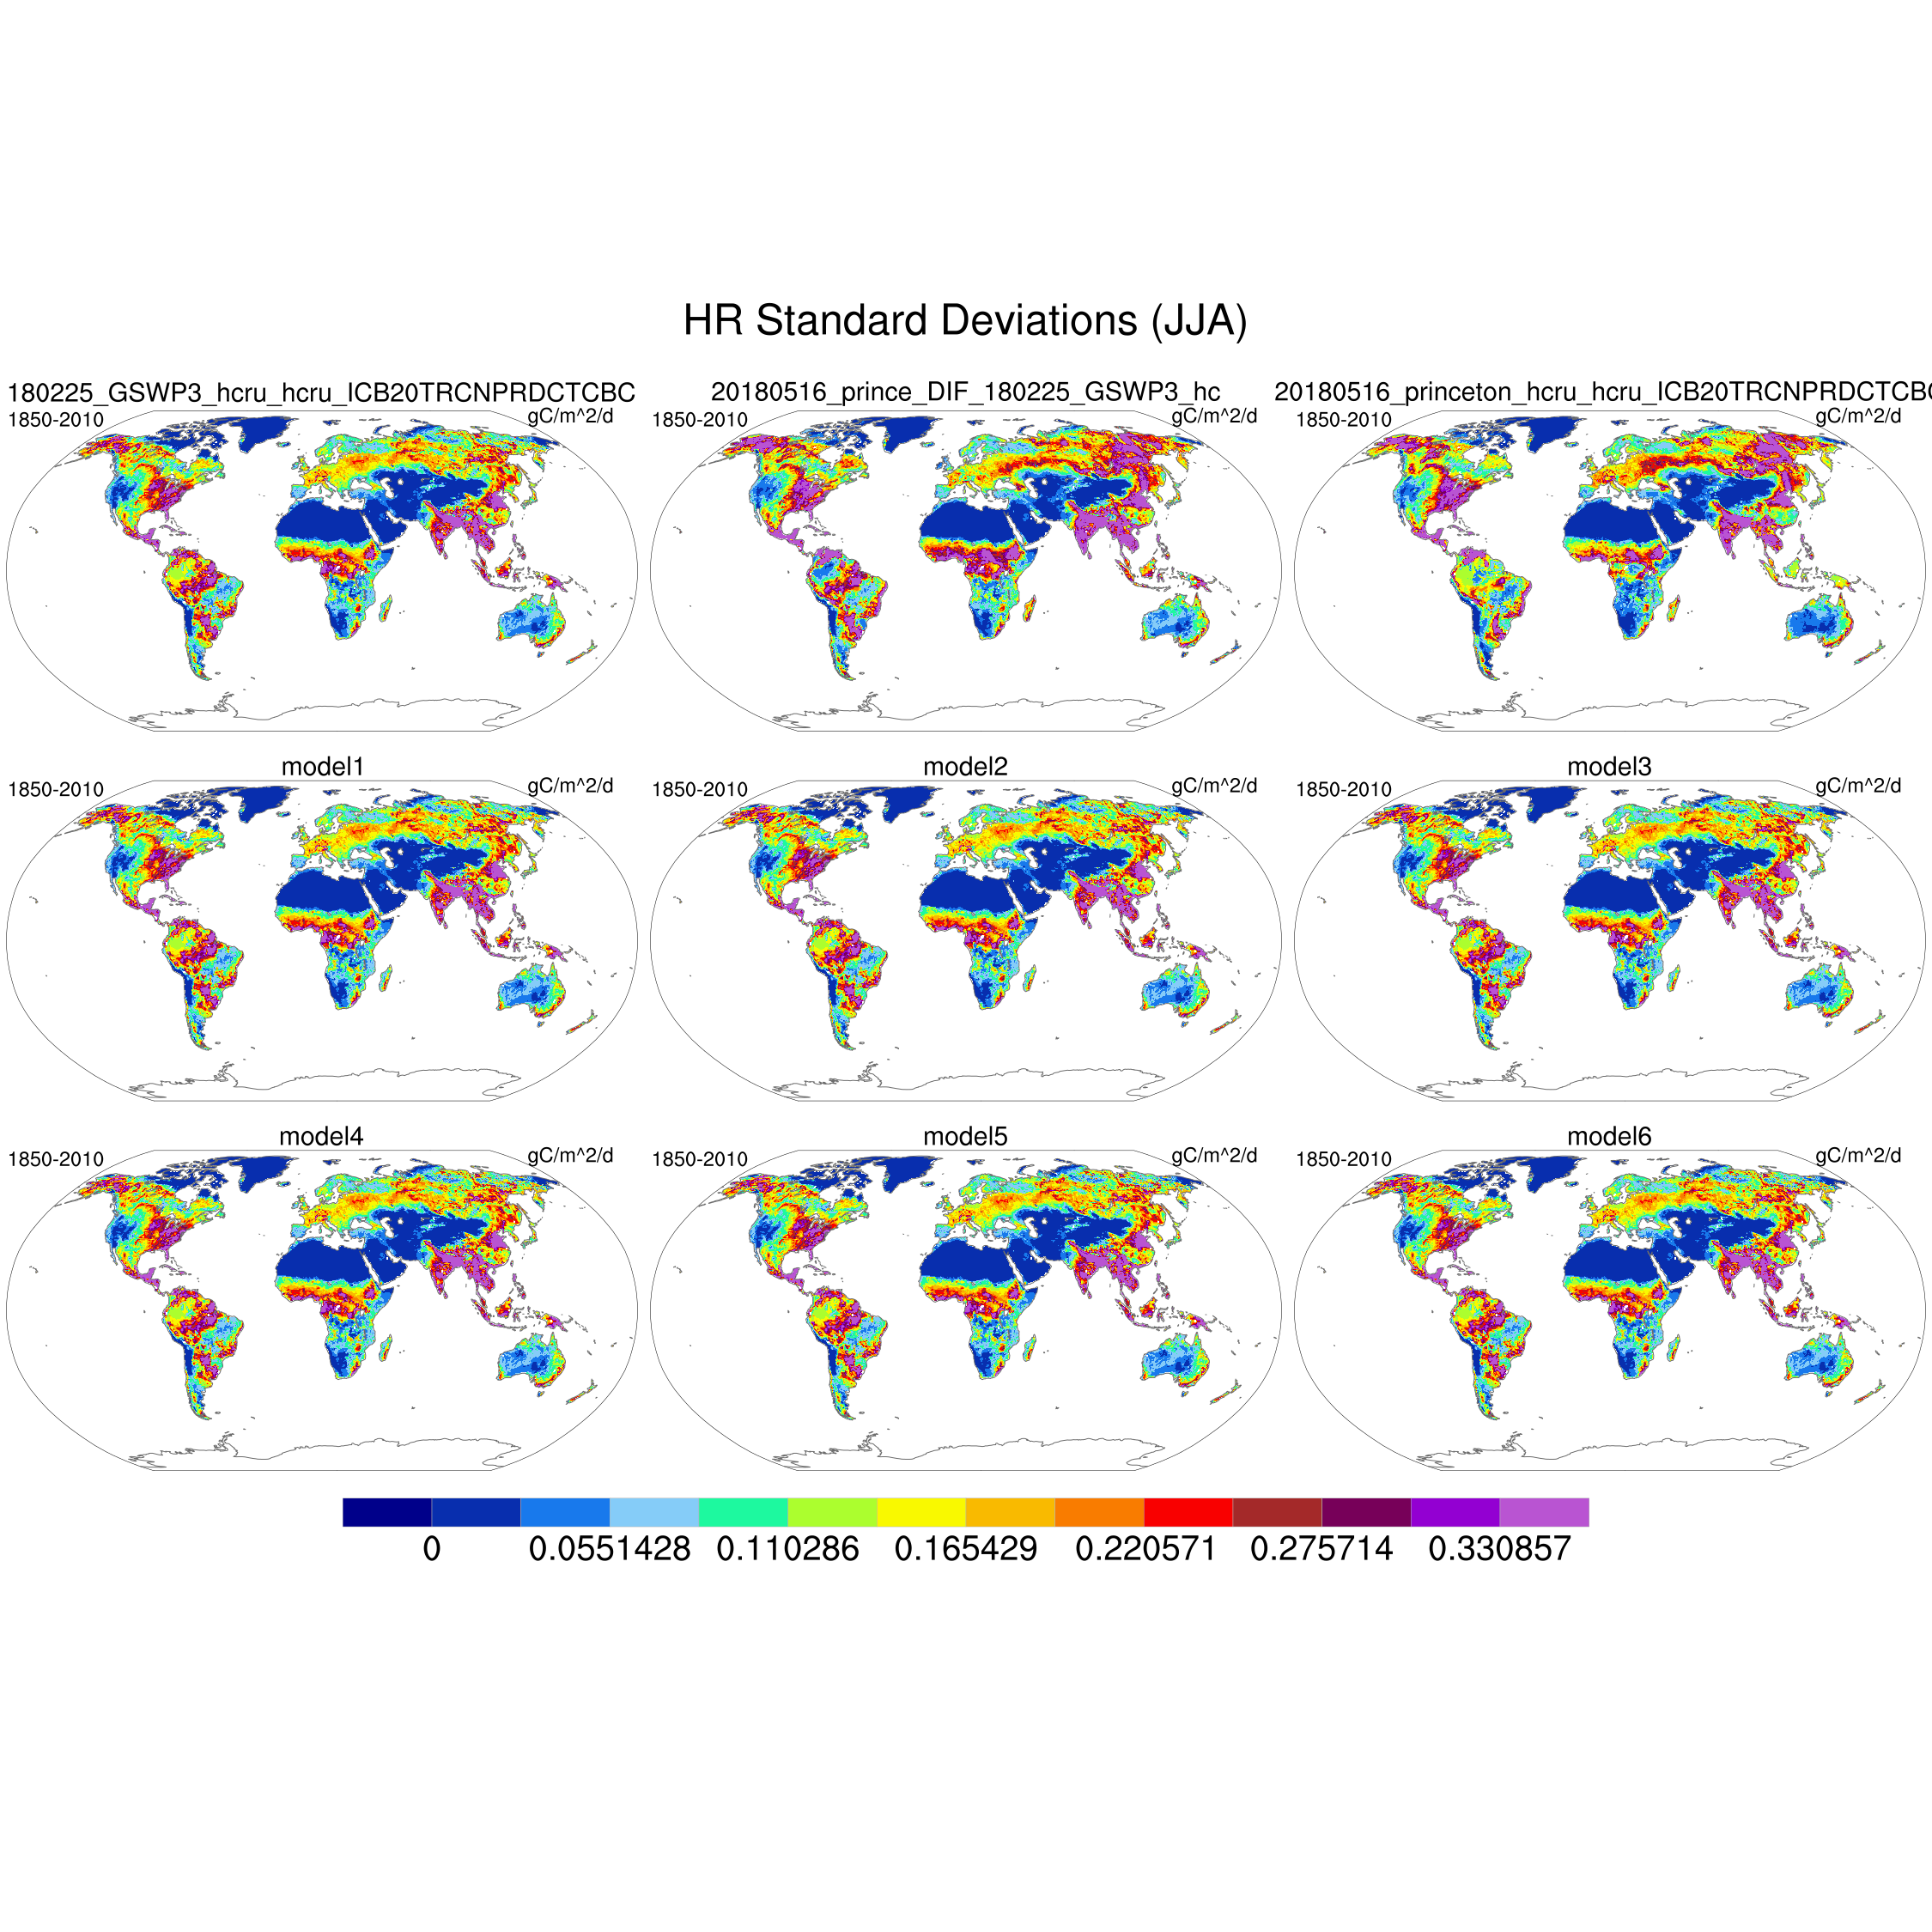 HR Standard Deviations (JJA)
180225_GSWP3_hcru_hcru_ICB20TRCNPRDCTCBC
1850-2010
gC/m^2/d
20180516_prince_DIF_180225_GSWP3_hc
1850-2010
gC/m^2/d
20180516_princeton_hcru_hcru_ICB20TRCNPRDCTCBC
1850-2010
gC/m^2/d
model1
1850-2010
gC/m^2/d
model2
1850-2010
gC/m^2/d
model3
1850-2010
gC/m^2/d
model4
1850-2010
gC/m^2/d
model5
1850-2010
gC/m^2/d
model6
1850-2010
gC/m^2/d
0 0.0551428 0.110286 0.165429 0.220571 0.275714 0.330857